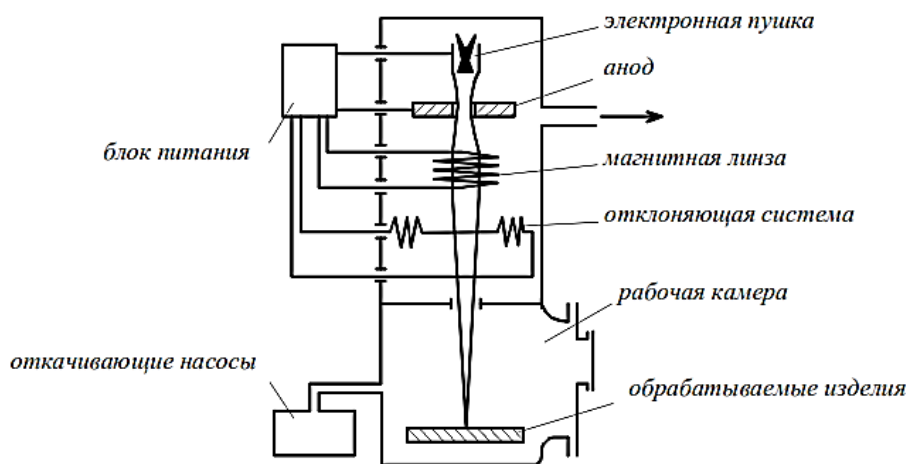 электронная пушка
анод
блок питания
магнитная линза
отклоняющая система
рабочая камера
откачивающие насосы
обрабатываемые изделия